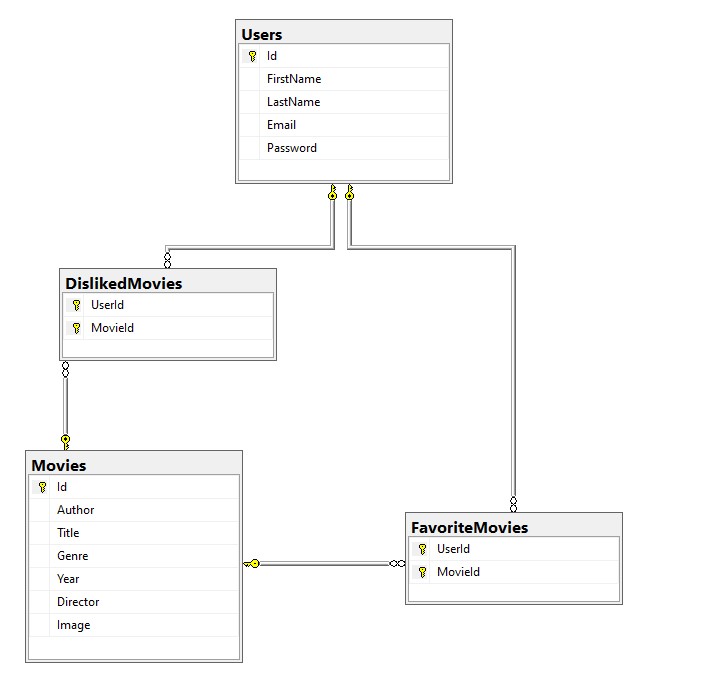 Users
Id
FirstName
LastName
Email
Password
DislikedMovies
UserId
MovieId
Movies
Id
Author
Title
Genre
Year
Director
Image
FavoriteMovies
UserId
MovieId